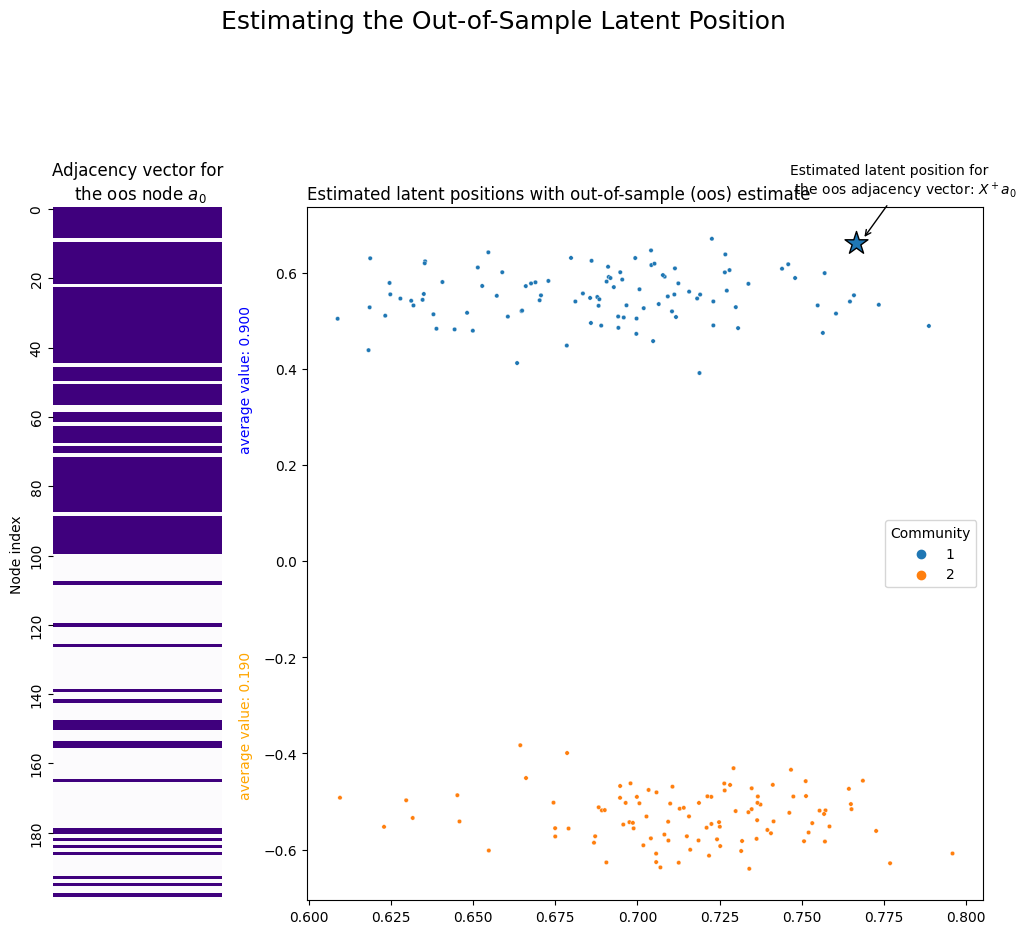 Estimating the Out-of-Sample Latent Position
Adjacency vector for
the oos node a₀
Node index
0
20
40
60
80
100
120
140
160
180
average value: 0.900
average value: 0.190
Estimated latent positions with out-of-sample (oos) estimate
Estimated latent position for
the oos adjacency vector: X⁺a₀
0.6
0.4
0.2
0.0
−0.2
−0.4
−0.6
Community
1
2
0.600
0.625
0.650
0.675
0.700
0.725
0.750
0.775
0.800